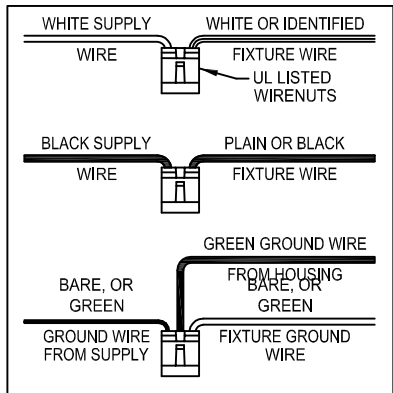 WHITE SUPPLY
WIRE
WHITE OR IDENTIFIED
FIXTURE WIRE
UL LISTED
WIRENUTS
BLACK SUPPLY
WIRE
PLAIN OR BLACK
FIXTURE WIRE
GREEN GROUND WIRE
FROM HOUSING
BARE, OR
GREEN
GROUND WIRE
FROM SUPPLY
BARE, OR
GREEN
FIXTURE GROUND
WIRE